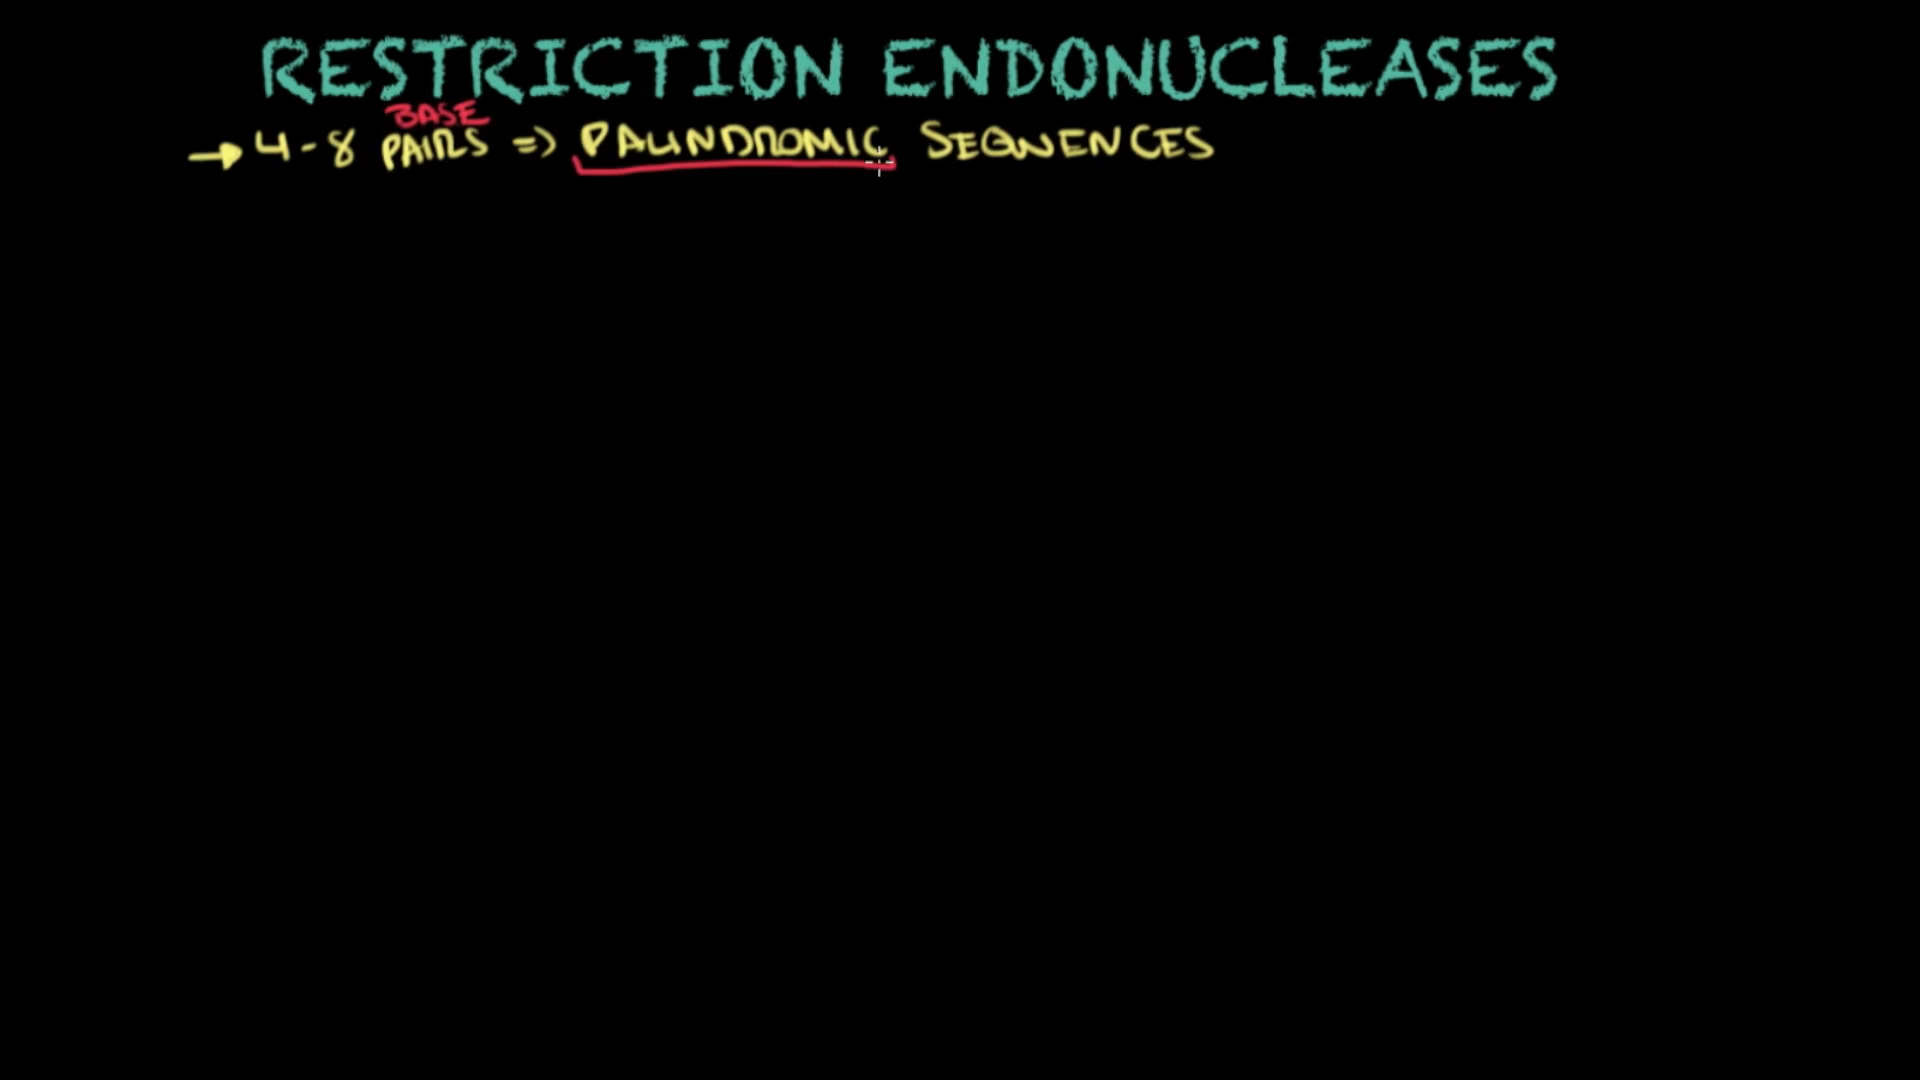 RESTRICTION ENDONUCLEASES
BASE
→ 4-8 PAIRS => PALINDROMIC SEQUENCES